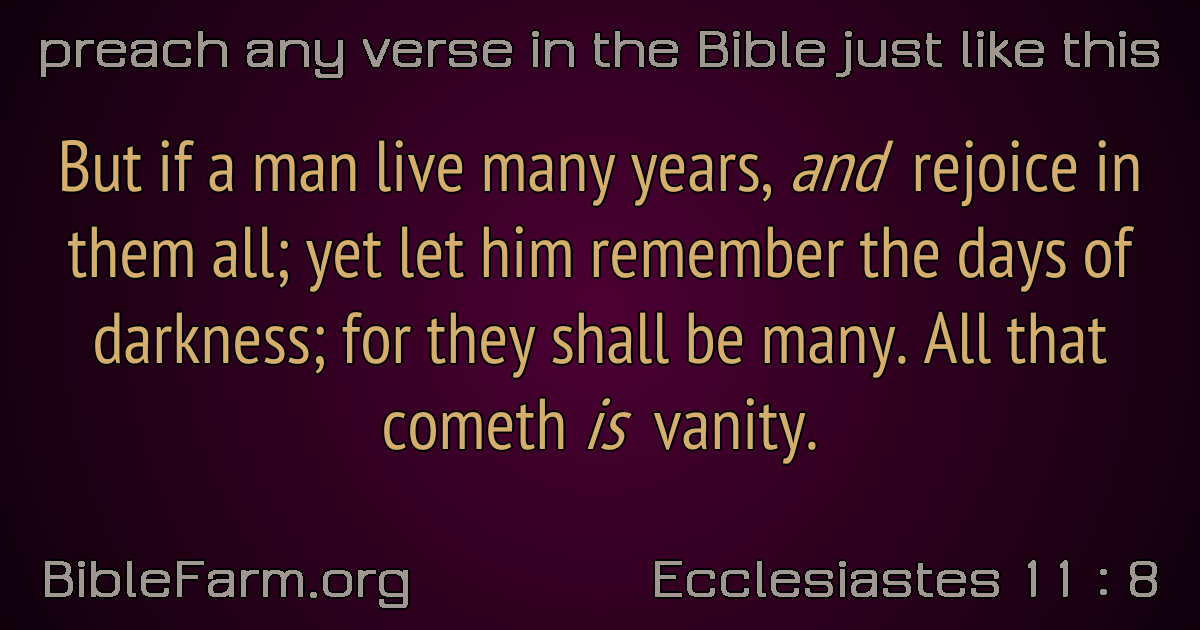 preach any verse in the Bible just like this
But if a man live many years, and rejoice in
them all; yet let him remember the days of
darkness; for they shall be many. All that
cometh is vanity.
BibleFarm.org
Ecclesiastes 11 : 8